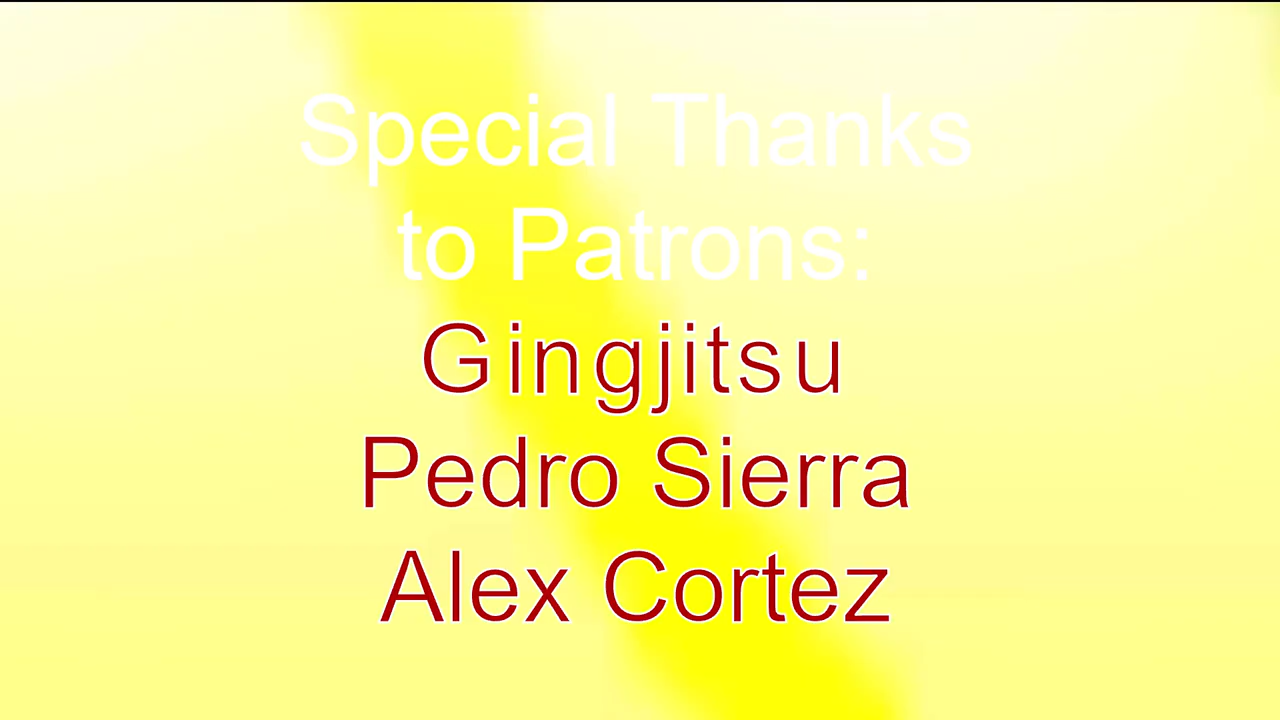 Special Thanks
to Patrons:
Gingjitsu
Pedro Sierra
Alex Cortez